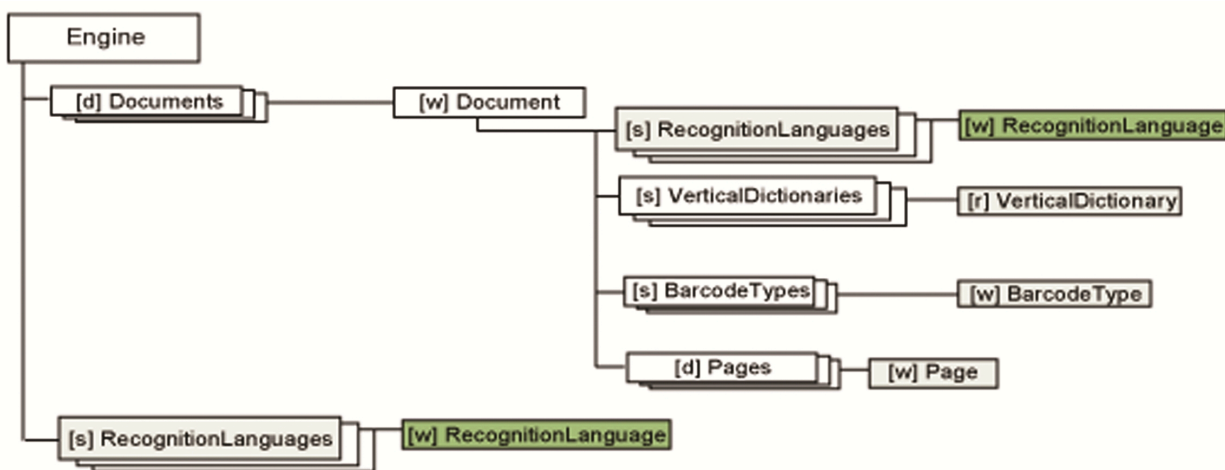 Engine
[d] Documents
[w] Document
[s] RecognitionLanguages
[w] RecognitionLanguage
[s] VerticalDictionaries
[r] VerticalDictionary
[s] BarcodeTypes
[w] BarcodeType
[d] Pages
[w] Page
[s] RecognitionLanguages
[w] RecognitionLanguage